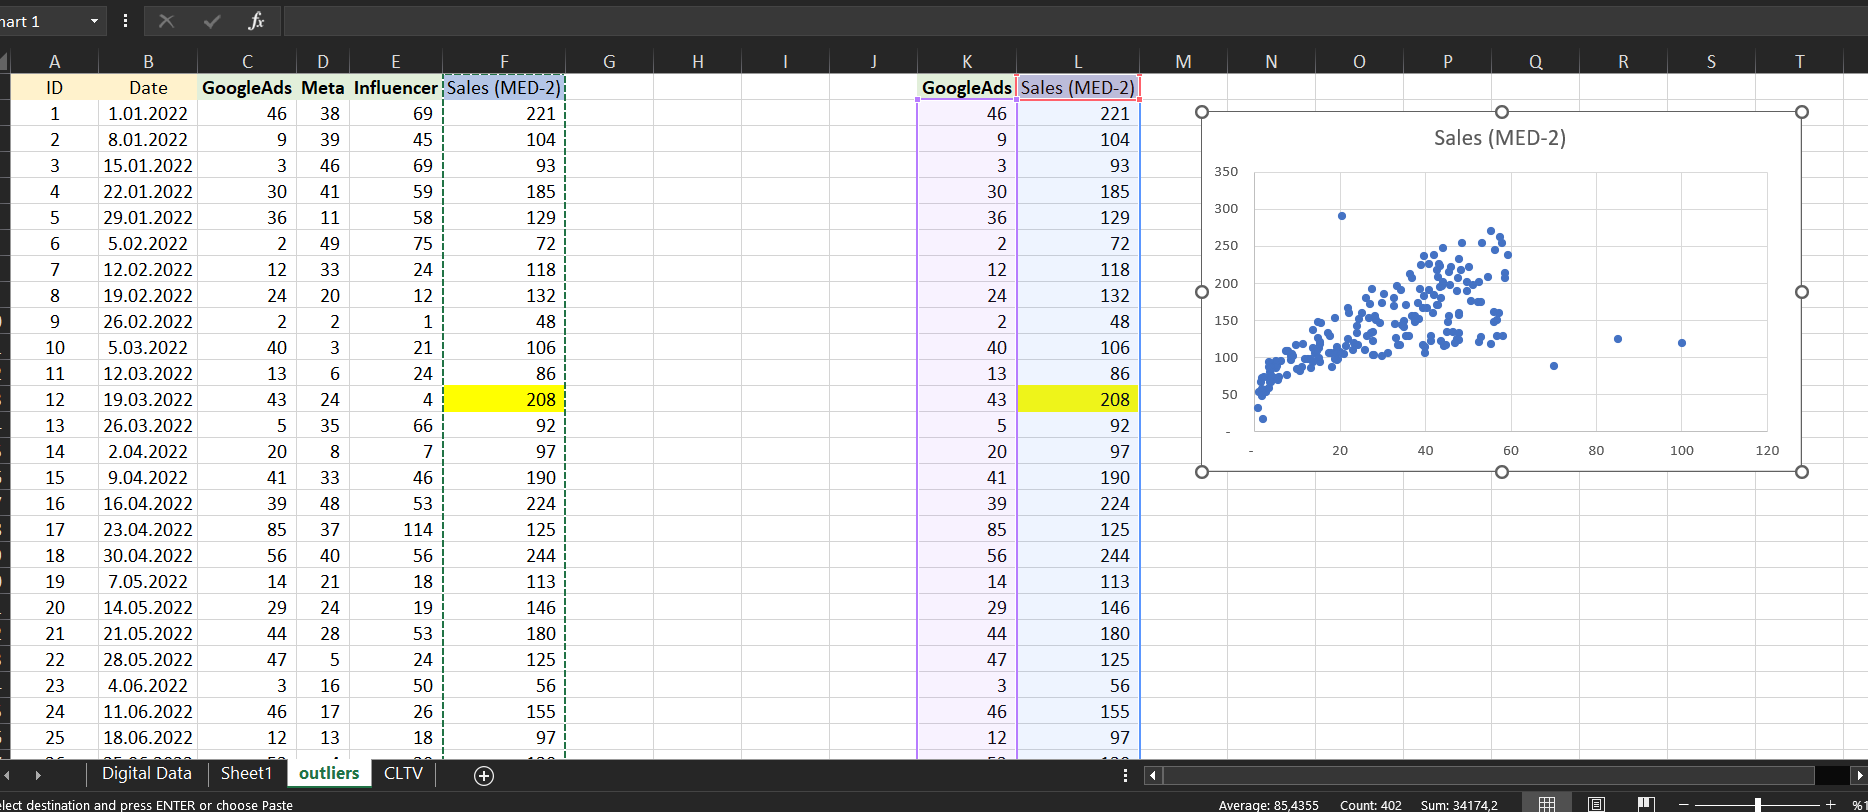 hart 1 fx
A B C D E F G H I J K L M N O P Q R S T
ID Date GoogleAds Meta Influencer Sales (MED-2) GoogleAds Sales (MED-2)
1 1.01.2022 46 38 69 221 46 221
2 8.01.2022 9 39 45 104 9 104
3 15.01.2022 3 46 69 93 3 93
4 22.01.2022 30 41 59 185 30 185
5 29.01.2022 36 11 58 129 36 129
6 5.02.2022 2 49 75 72 2 72
7 12.02.2022 12 33 24 118 12 118
8 19.02.2022 24 20 12 132 24 132
9 26.02.2022 2 2 1 48 2 48
10 5.03.2022 40 3 21 106 40 106
11 12.03.2022 13 6 24 86 13 86
12 19.03.2022 43 24 4 208 43 208
13 26.03.2022 5 35 66 92 5 92
14 2.04.2022 20 8 7 97 20 97
15 9.04.2022 41 33 46 190 41 190
16 16.04.2022 39 48 53 224 39 224
17 23.04.2022 85 37 114 125 85 125
18 30.04.2022 56 40 56 244 56 244
19 7.05.2022 14 21 18 113 14 113
20 14.05.2022 29 24 19 146 29 146
21 21.05.2022 44 28 53 180 44 180
22 28.05.2022 47 5 24 125 47 125
23 4.06.2022 3 16 50 56 3 56
24 11.06.2022 46 17 26 155 46 155
25 18.06.2022 12 13 18 97 12 97
Sales (MED-2)
350
300
250
200
150
100
50
-
- 20 40 60 80 100 120
Digital Data Sheet1 outliers CLTV
elect destination and press ENTER or choose Paste Average: 85,4355 Count: 402 Sum: 34174,2 %1